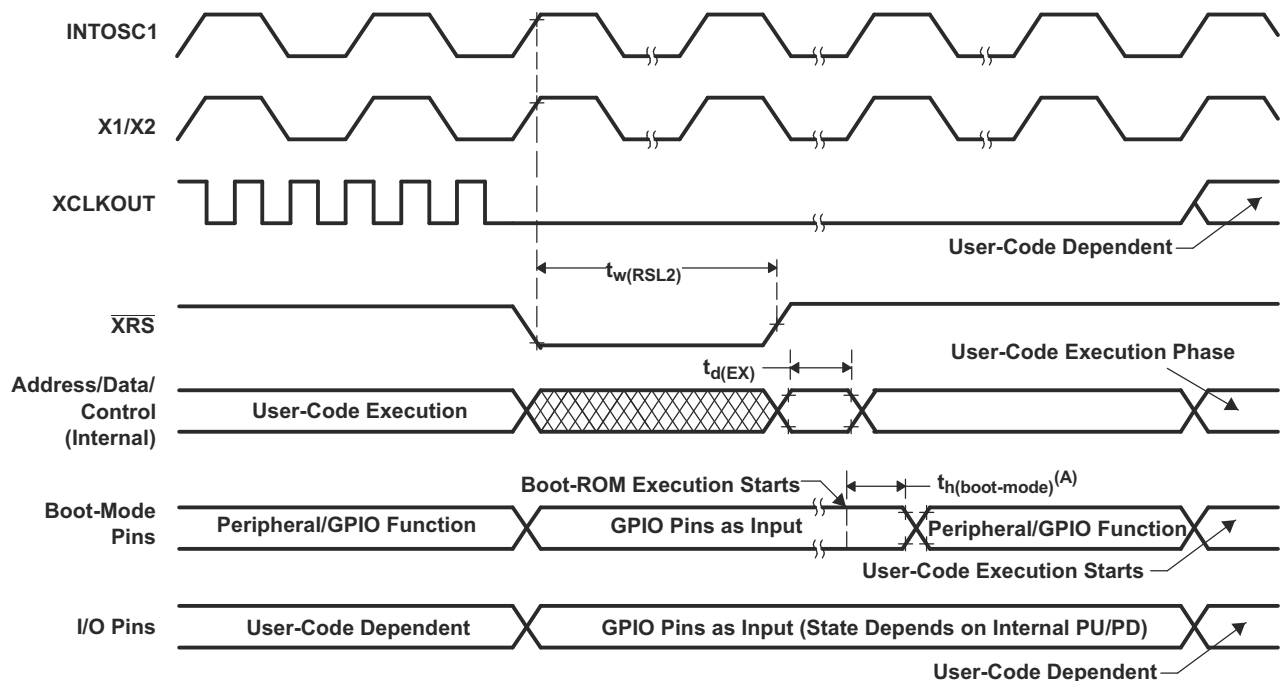 INTOSC1
X1/X2
XCLKOUT
User-Code Dependent
tw(RSL2)
XRS
User-Code Execution Phase
td(EX)
Address/Data/
Control
(Internal)
User-Code Execution
Boot-ROM Execution Starts
th(boot-mode)(A)
Boot-Mode
Pins
Peripheral/GPIO Function
GPIO Pins as Input
Peripheral/GPIO Function
User-Code Execution Starts
I/O Pins
User-Code Dependent
GPIO Pins as Input (State Depends on Internal PU/PD)
User-Code Dependent